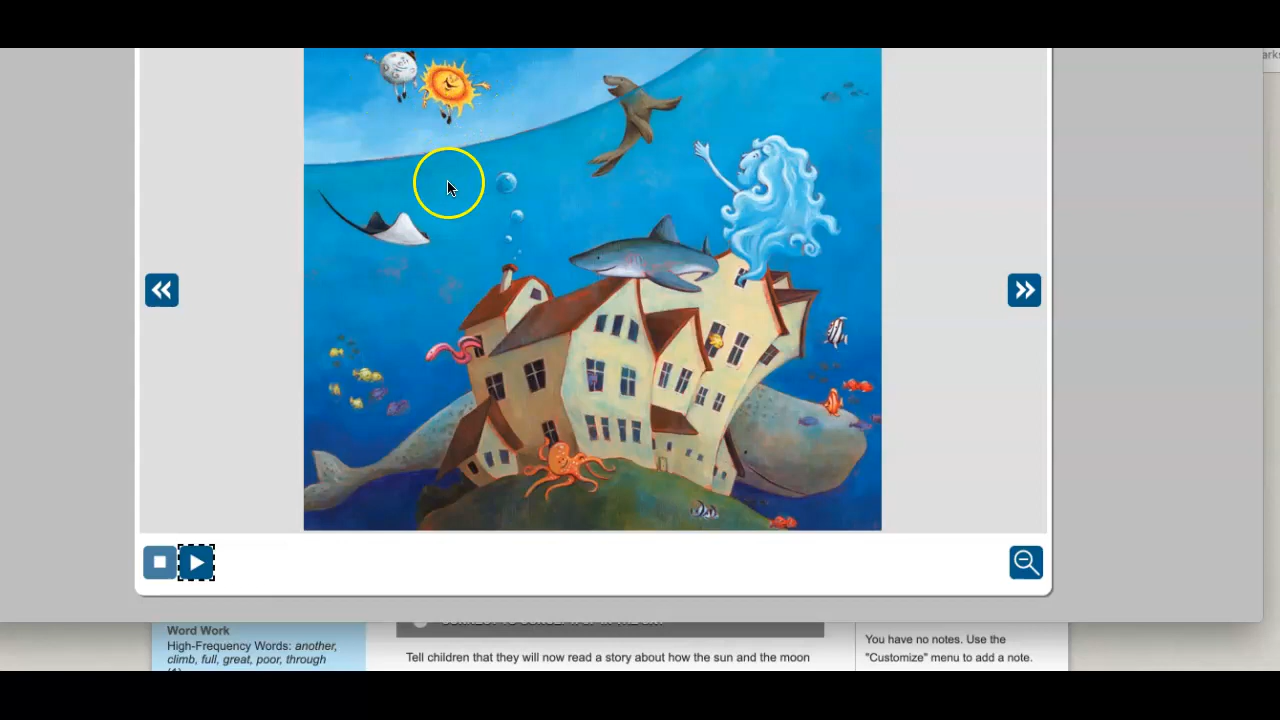 arks
Word Work
High-Frequency Words: another,
climb, full, great, poor, through
Tell children that they will now read a story about how the sun and the moon
You have no notes. Use the
"Customize" menu to add a note.